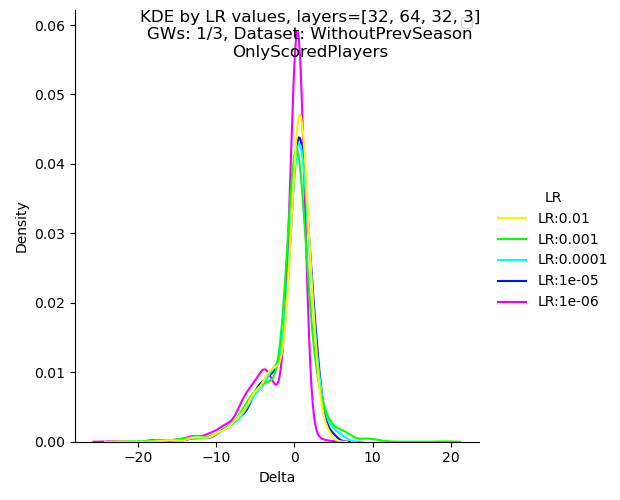 KDE by LR values, layers=[32, 64, 32, 3]
GWs: 1/3, Dataset: WithoutPrevSeason
OnlyScoredPlayers
0.06
0.05
0.04
0.03
0.02
0.01
0.00
Density
−20
−10
0
10
20
Delta
LR
LR:0.01
LR:0.001
LR:0.0001
LR:1e-05
LR:1e-06